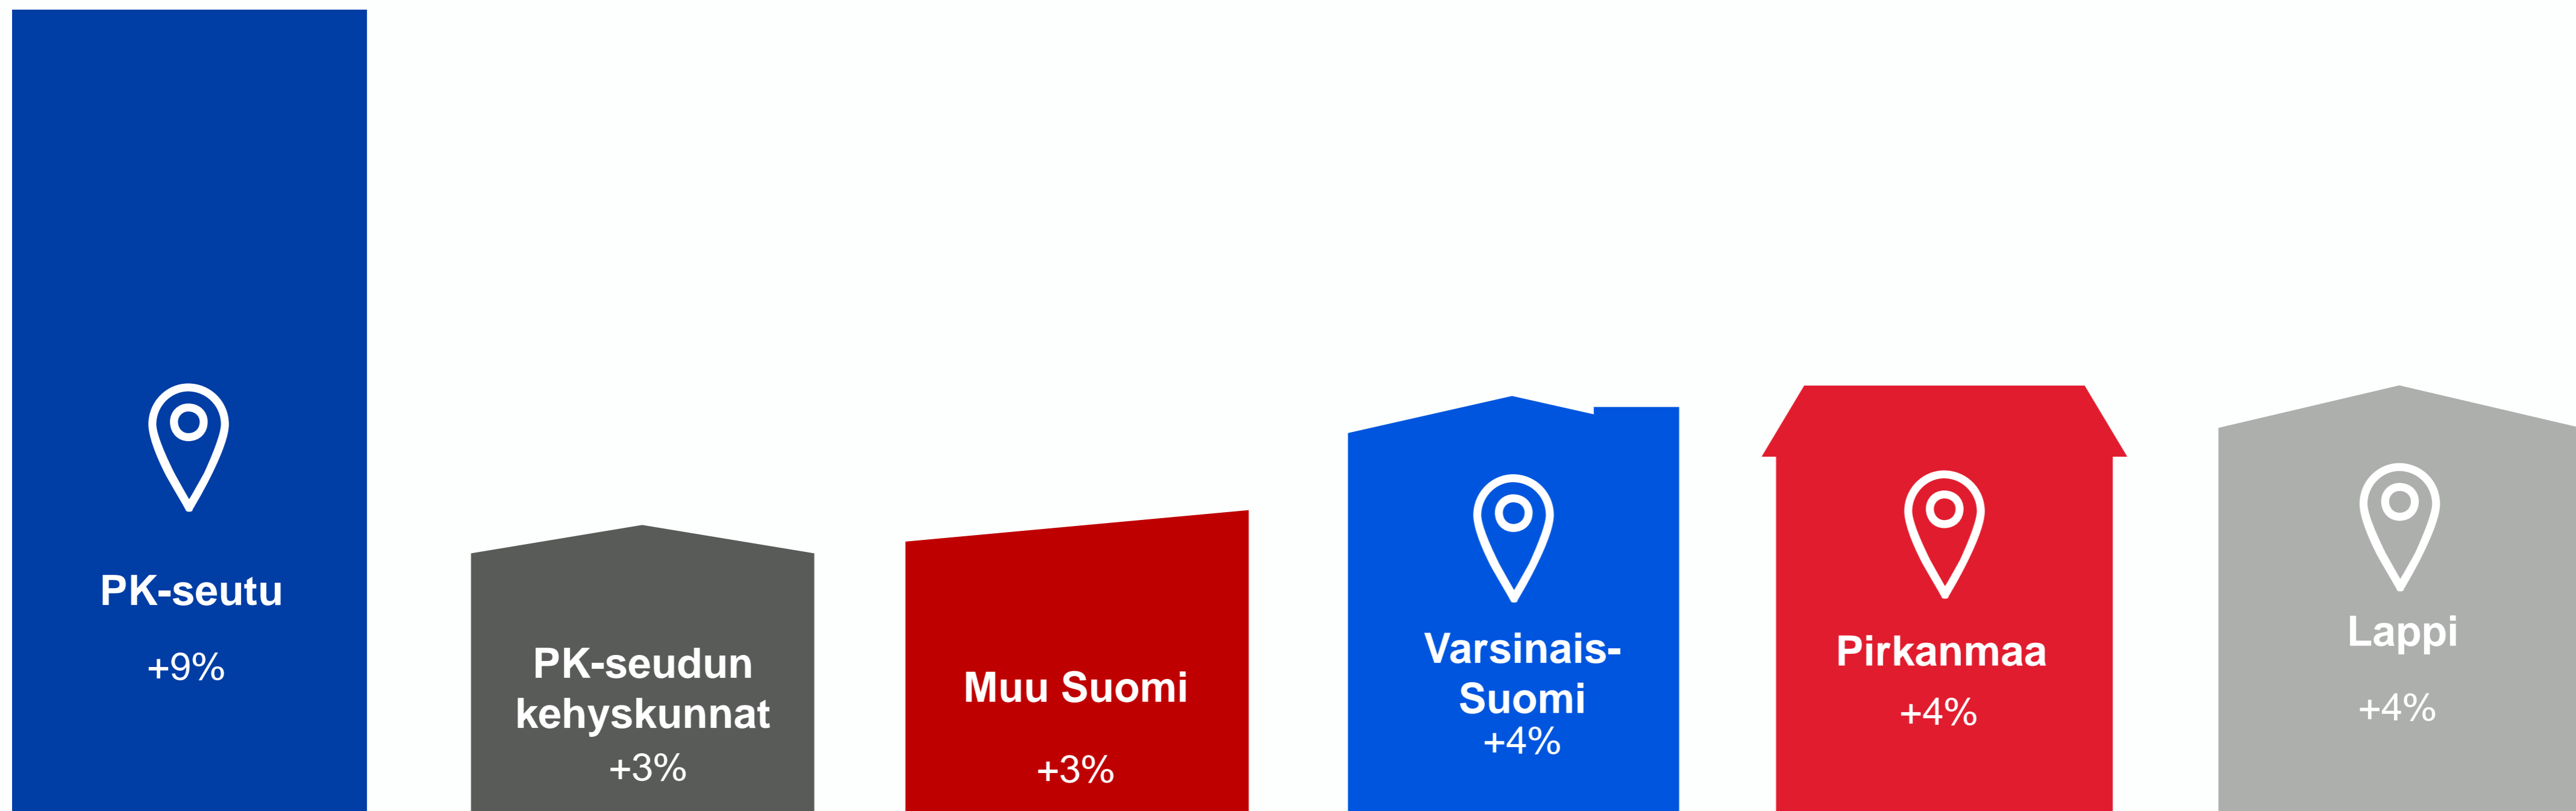 PK-seutu
+9%
PK-seudun
kehyskunnat
+3%
Muu Suomi
+3%
Varsinais-
Suomi
+4%
Pirkanmaa
+4%
Lappi
+4%